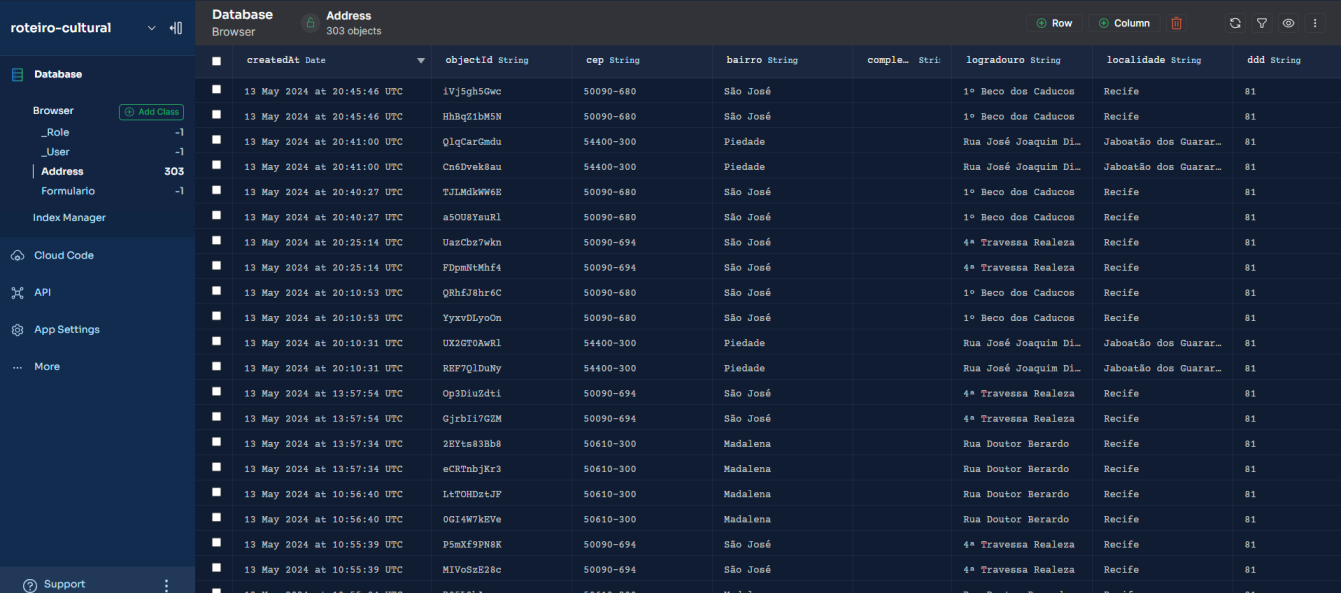 roteiro-cultural
Database
Browser
Address
303 objects
Row
Column
Database
Browser
Add Class
_Role -1
_User -1
Address 303
Formulario -1
Index Manager
Cloud Code
API
App Settings
More
Support
createdAt Date objectId String cep String bairro String comple… Stri logradouro String localidade String ddd String
13 May 2024 at 20:45:46 UTC iVj5gh5Gwc 50090-680 São José 1º Beco dos Caducos Recife 81
13 May 2024 at 20:45:46 UTC HhBqZ1bM5N 50090-680 São José 1º Beco dos Caducos Recife 81
13 May 2024 at 20:41:00 UTC QlqCarGmdu 54400-300 Piedade Rua José Joaquim Di… Jaboatão dos Guarar… 81
13 May 2024 at 20:41:00 UTC Cn6Dvek8au 54400-300 Piedade Rua José Joaquim Di… Jaboatão dos Guarar… 81
13 May 2024 at 20:40:27 UTC TJLMdkWW6E 50090-680 São José 1º Beco dos Caducos Recife 81
13 May 2024 at 20:40:27 UTC a5OU8YsuRl 50090-680 São José 1º Beco dos Caducos Recife 81
13 May 2024 at 20:25:14 UTC UazCbz7wkn 50090-694 São José 4ª Travessa Realeza Recife 81
13 May 2024 at 20:25:14 UTC FDpmNtMhf4 50090-694 São José 4ª Travessa Realeza Recife 81
13 May 2024 at 20:10:53 UTC QRhfJ8hr6C 50090-680 São José 1º Beco dos Caducos Recife 81
13 May 2024 at 20:10:53 UTC YyxvDLyoOn 50090-680 São José 1º Beco dos Caducos Recife 81
13 May 2024 at 20:10:31 UTC UX2GT0AwRl 54400-300 Piedade Rua José Joaquim Di… Jaboatão dos Guarar… 81
13 May 2024 at 20:10:31 UTC REF7QlDuNy 54400-300 Piedade Rua José Joaquim Di… Jaboatão dos Guarar… 81
13 May 2024 at 13:57:54 UTC Op3DiuZdti 50090-694 São José 4ª Travessa Realeza Recife 81
13 May 2024 at 13:57:54 UTC GjrbIi7GZM 50090-694 São José 4ª Travessa Realeza Recife 81
13 May 2024 at 13:57:34 UTC 2EYts83Bb8 50610-300 Madalena Rua Doutor Berardo Recife 81
13 May 2024 at 13:57:34 UTC eCRTnbjKr3 50610-300 Madalena Rua Doutor Berardo Recife 81
13 May 2024 at 10:56:40 UTC LtTOHDztJF 50610-300 Madalena Rua Doutor Berardo Recife 81
13 May 2024 at 10:56:40 UTC 0GI4W7kEVe 50610-300 Madalena Rua Doutor Berardo Recife 81
13 May 2024 at 10:55:39 UTC P5mXf9PN8K 50090-694 São José 4ª Travessa Realeza Recife 81
13 May 2024 at 10:55:39 UTC MIVoSzE28c 50090-694 São José 4ª Travessa Realeza Recife 81